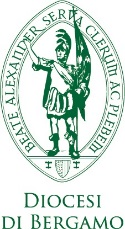 BEATE ALEXANDER SERVA CLERUM AC PLEBEM
DIOCESI
DI BERGAMO